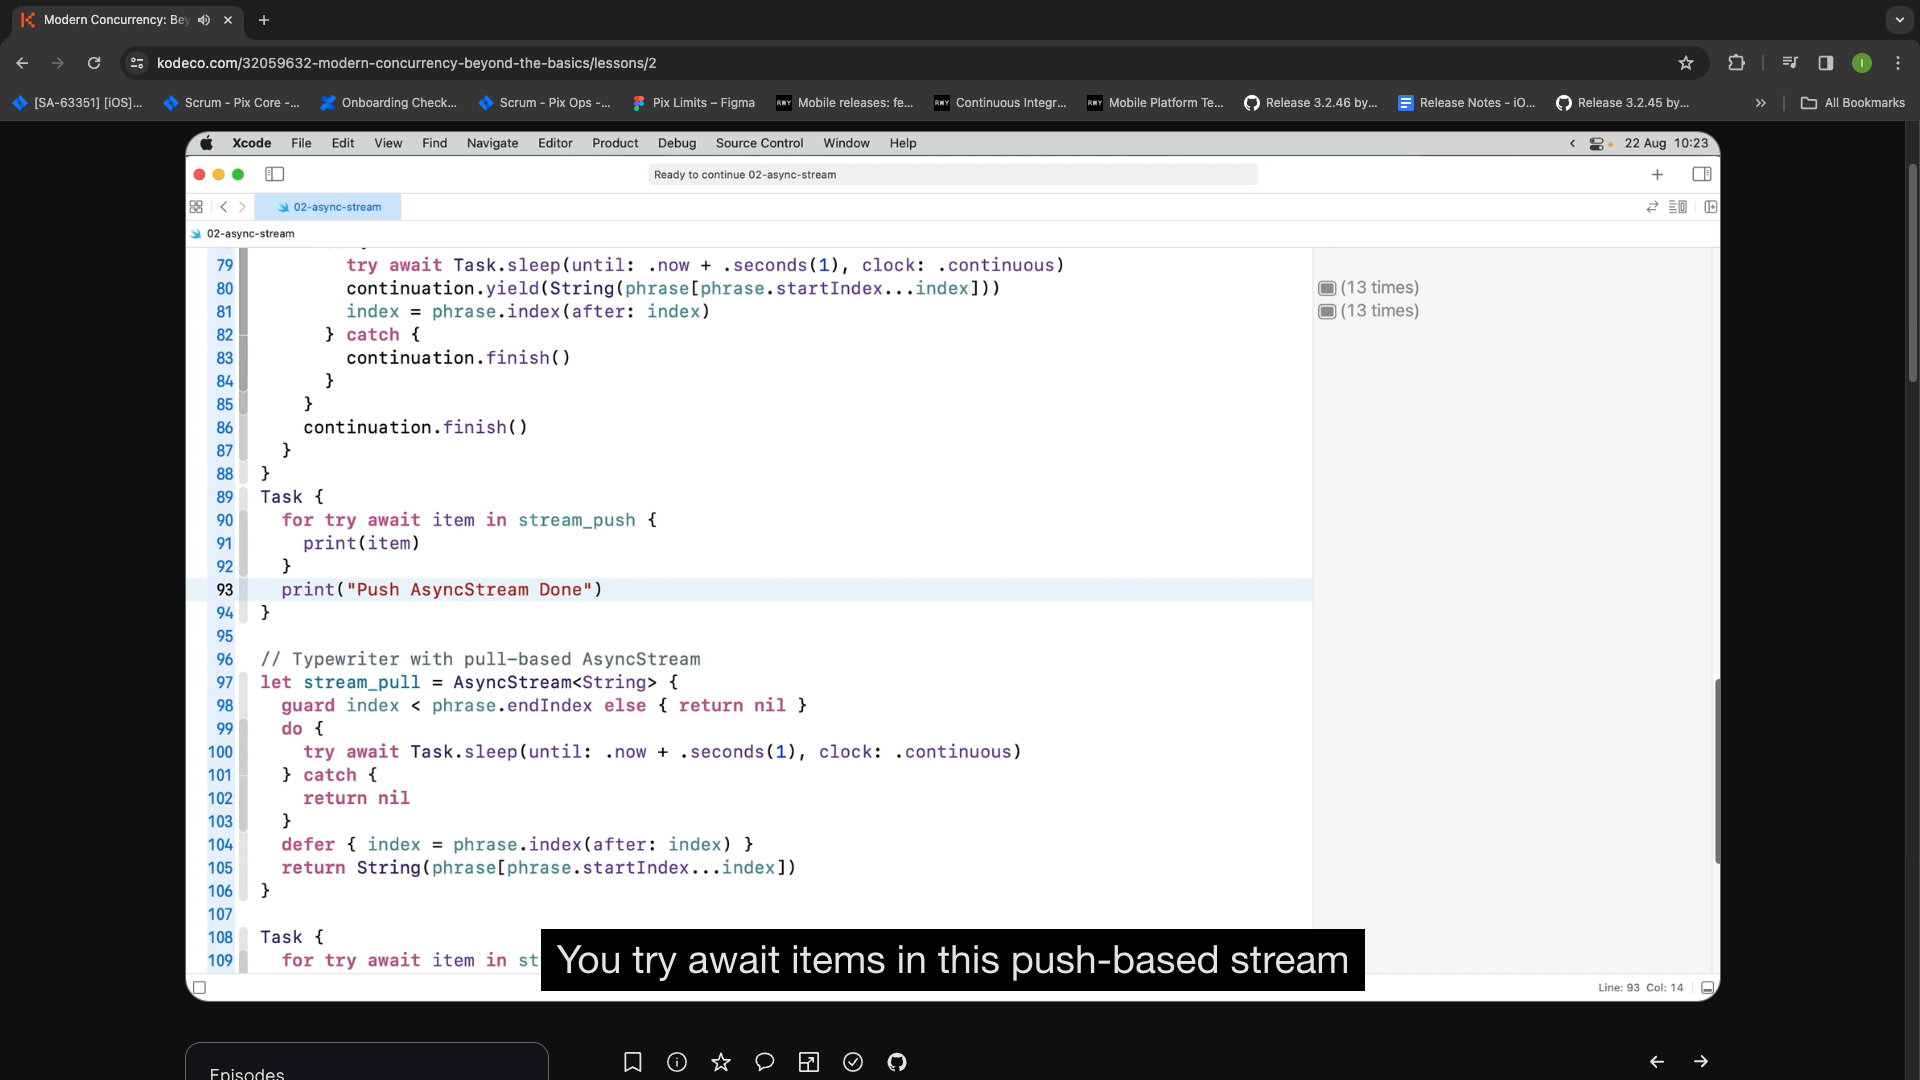 Modern Concurrency: Bey
kodeco.com/32059632-modern-concurrency-beyond-the-basics/lessons/2
I
[SA-63351] [iOS]...
Scrum - Pix Core -...
Onboarding Check...
Scrum - Pix Ops -...
Pix Limits – Figma
RWY Mobile releases: fe...
RWY Continuous Integr...
RWY Mobile Platform Te...
Release 3.2.46 by...
Release Notes - iO...
Release 3.2.45 by...
All Bookmarks
Xcode File Edit View Find Navigate Editor Product Debug Source Control Window Help
22 Aug 10:23
Ready to continue 02-async-stream
02-async-stream
02-async-stream
79 try await Task.sleep(until: .now + .seconds(1), clock: .continuous)
80 continuation.yield(String(phrase[phrase.startIndex...index])) (13 times)
81 index = phrase.index(after: index) (13 times)
82 } catch {
83 continuation.finish()
84 }
85 }
86 continuation.finish()
87 }
88 }
89 Task {
90 for try await item in stream_push {
91 print(item)
92 }
93 print("Push AsyncStream Done")
94 }
95
96 // Typewriter with pull-based AsyncStream
97 let stream_pull = AsyncStream<String> {
98 guard index < phrase.endIndex else { return nil }
99 do {
100 try await Task.sleep(until: .now + .seconds(1), clock: .continuous)
101 } catch {
102 return nil
103 }
104 defer { index = phrase.index(after: index) }
105 return String(phrase[phrase.startIndex...index])
106 }
107
108 Task {
109 for try await item in st
You try await items in this push-based stream
Line: 93 Col: 14
Episodes